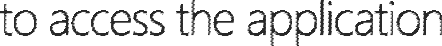 to access the application